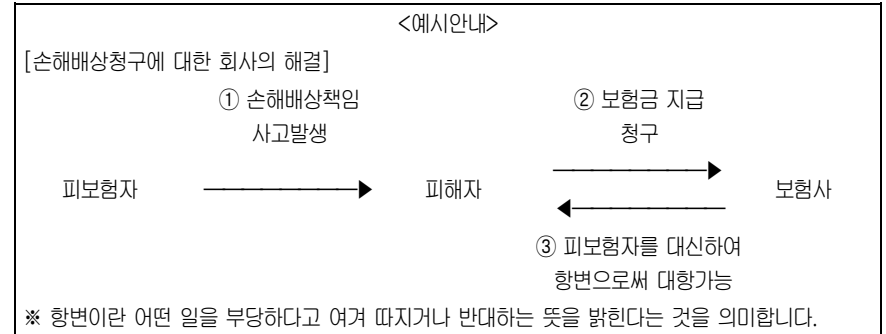 <예시안내>
[손해배상청구에 대한 회사의 해결]
① 손해배상책임 ② 보험금 지급
사고발생 청구
피보험자 피해자 보험사
③ 피보험자를 대신하여
항변으로써 대항가능
※ 항변이란 어떤 일을 부당하다고 여겨 따지거나 반대하는 뜻을 밝힌다는 것을 의미합니다.